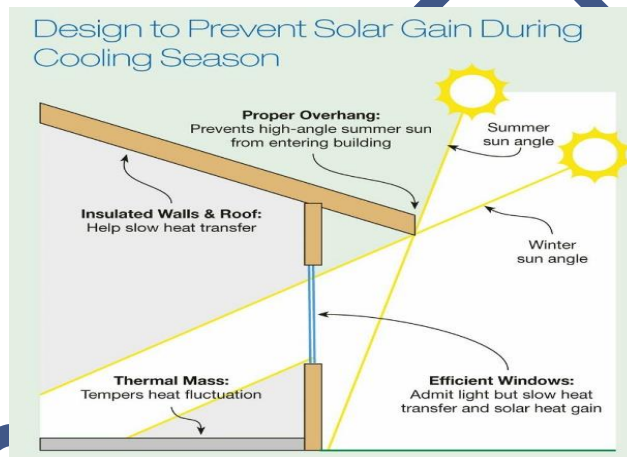 Design to Prevent Solar Gain During
Cooling Season
Proper Overhang:
Prevents high-angle summer sun
from entering building
Summer
sun angle
Insulated Walls & Roof:
Help slow heat transfer
Winter
sun angle
Thermal Mass:
Tempers heat fluctuation
Efficient Windows:
Admit light but slow heat
transfer and solar heat gain